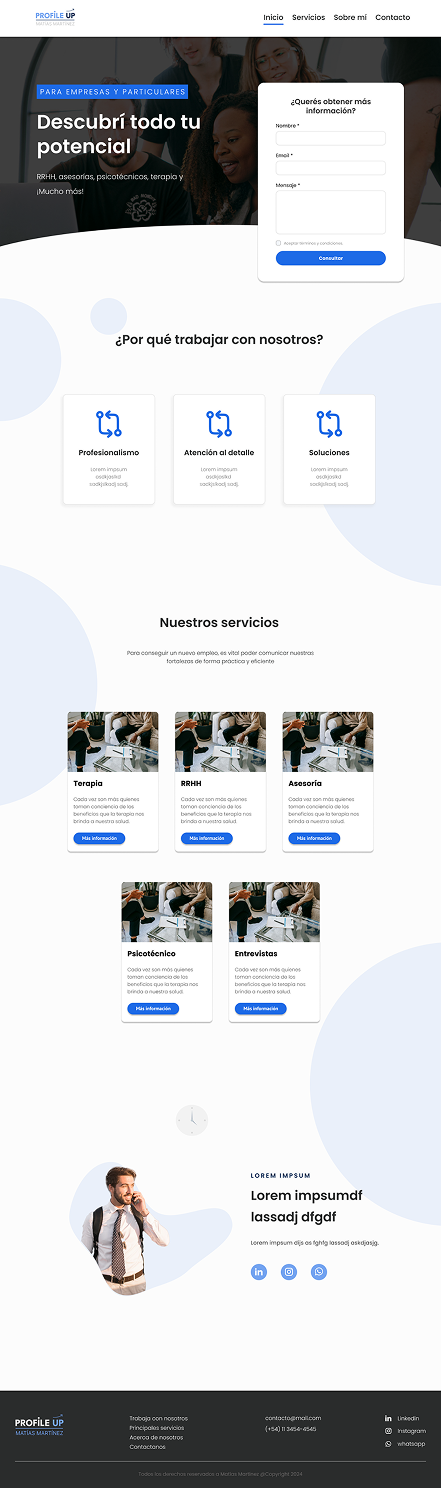 PROFILE UP
MATÍAS MARTÍNEZ
Inicio Servicios Sobre mí Contacto
PARA EMPRESAS Y PARTICULARES
Descubrí todo tu
potencial
RRHH, asesorías, psicotécnicos, terapia y
¡Mucho más!
¿Querés obtener más
información?
Nombre *
Email *
Mensaje *
Aceptar términos y condiciones
Consultar
¿Por qué trabajar con nosotros?
Profesionalismo
Lorem impsum
asdkjaslkd
sadkjslkdj sadj.
Atención al detalle
Lorem impsum
asdkjaslkd
sadkjslkdj sadj.
Soluciones
Lorem impsum
asdkjaslkd
sadkjslkdj sadj.
Nuestros servicios
Para conseguir un nuevo empleo, es vital poder comunicar nuestras
fortalezas de forma práctica y eficiente
Terapia
Cada vez son más quienes
toman conciencia de los
beneficios que la terapia nos
brinda a nuestra salud.
Más información
RRHH
Cada vez son más quienes
toman conciencia de los
beneficios que la terapia nos
brinda a nuestra salud.
Más información
Asesoría
Cada vez son más quienes
toman conciencia de los
beneficios que la terapia nos
brinda a nuestra salud.
Más información
Psicotécnico
Cada vez son más quienes
toman conciencia de los
beneficios que la terapia nos
brinda a nuestra salud.
Más información
Entrevistas
Cada vez son más quienes
toman conciencia de los
beneficios que la terapia nos
brinda a nuestra salud.
Más información
LOREM IMPSUM
Lorem impsumdf
lassadj dfgdf
Lorem impsum dijs as fghfg lassadj askdjasjg.
PROFILE UP
MATÍAS MARTÍNEZ
Trabaja con nosotros
Principales servicios
Acerca de nosotros
Contactanos
contacto@mail.com
(+54) 11 3454-4545
Linkedin
Instagram
whatsapp
Todos los derechos reservados a Matías Martínez @Copyright 2024